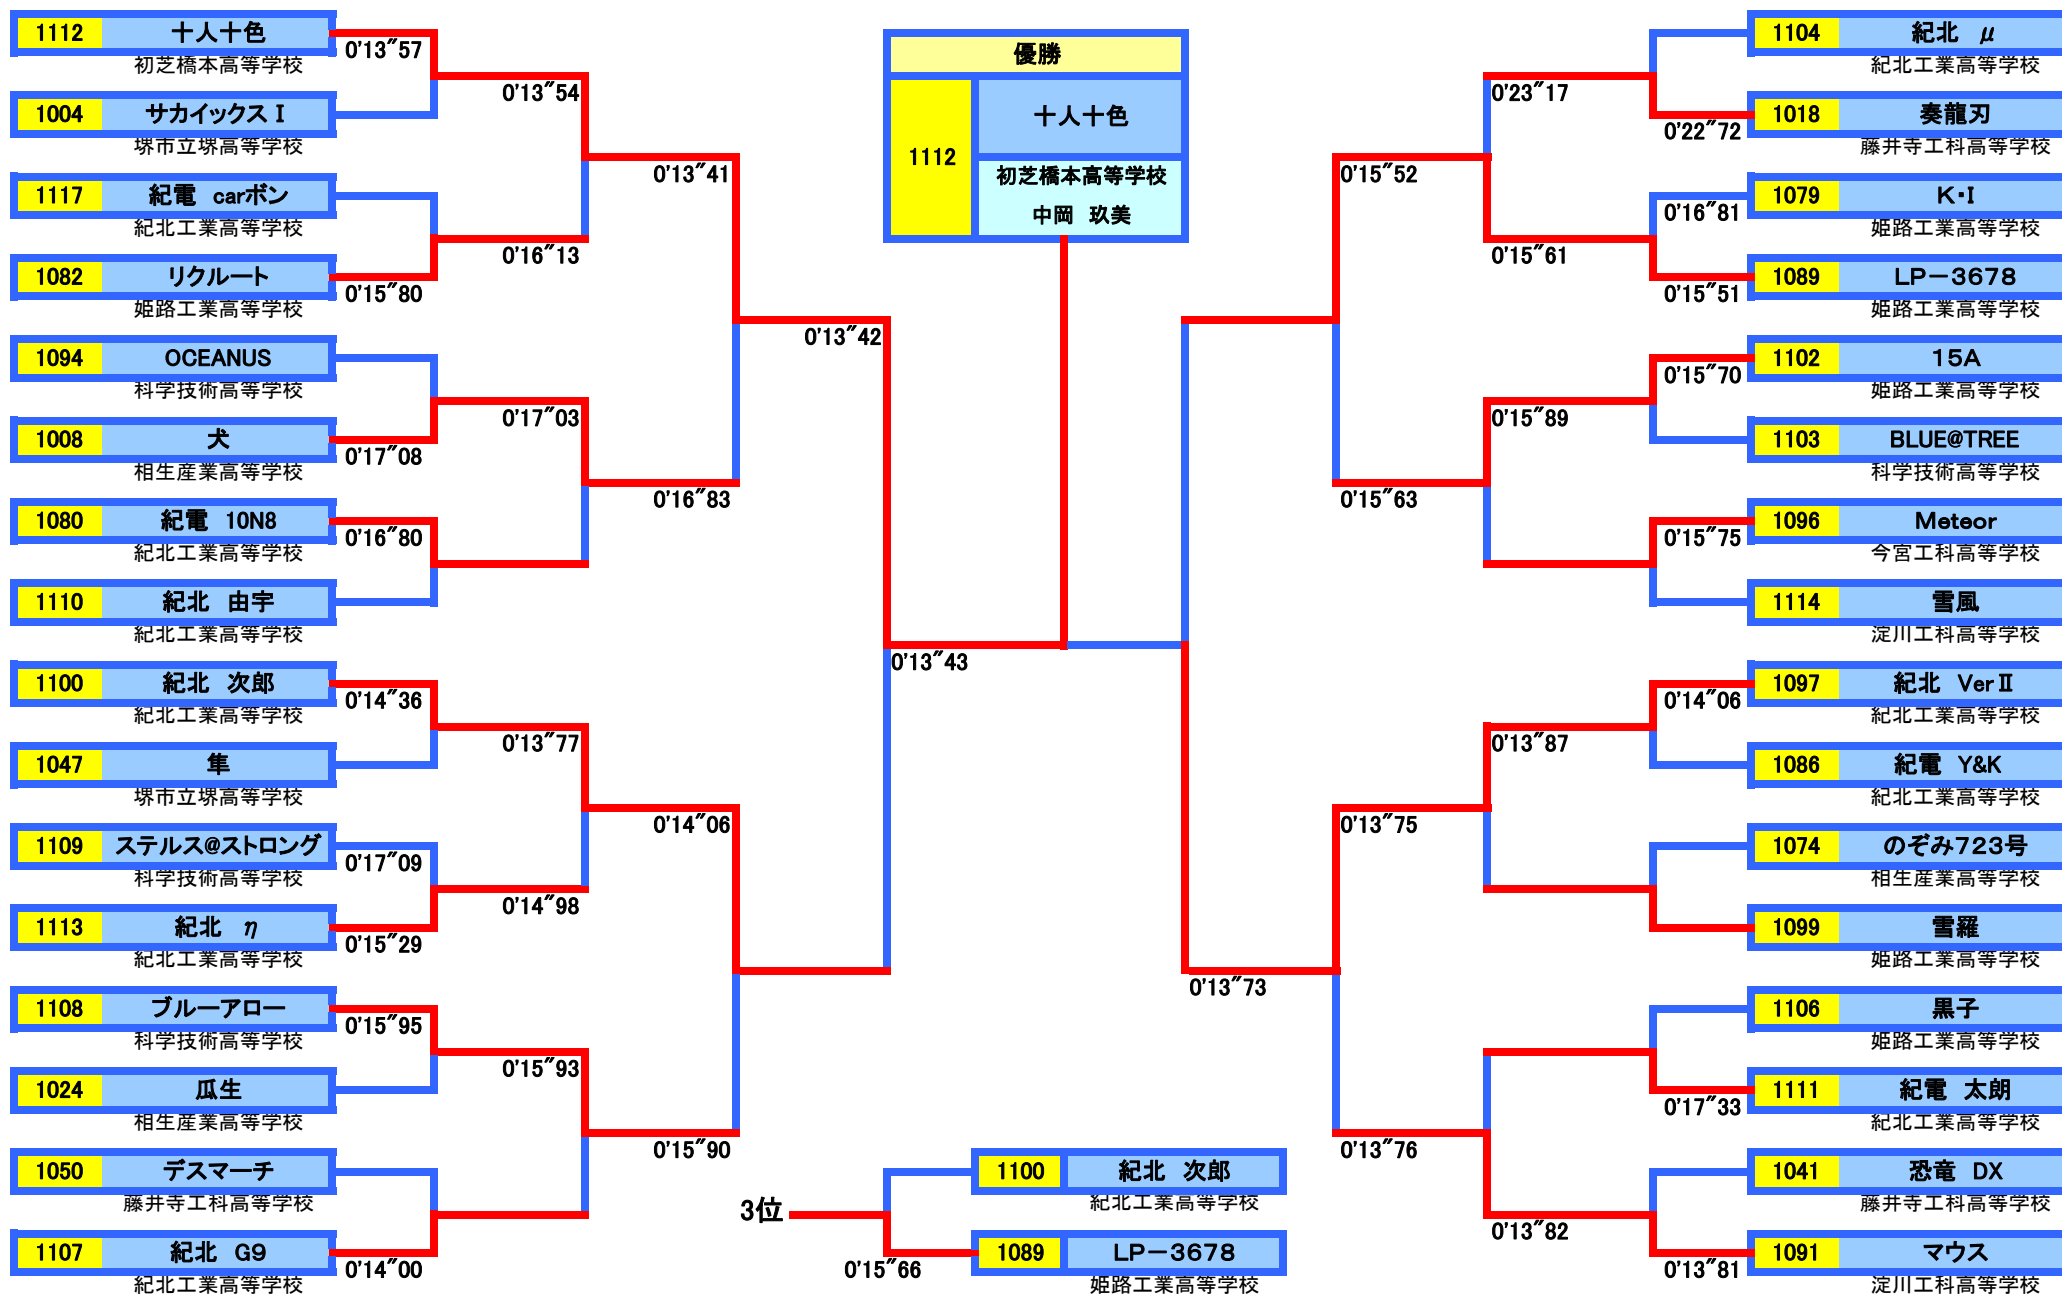 1112 十人十色
0'13"57
初芝橋本高等学校
1004 サカイックスⅠ
堺市立堺高等学校
0'13"54
1117 紀電 carボン
紀北工業高等学校
1082 リクルート
0'15"80
姫路工業高等学校
0'16"13
0'13"41
1094 OCEANUS
科学技術高等学校
1008 犬
0'17"08
相生産業高等学校
0'17"03
1080 紀電 10N8
0'16"80
紀北工業高等学校
1110 紀北 由宇
紀北工業高等学校
0'16"83
0'13"42
1100 紀北 次郎
0'14"36
紀北工業高等学校
1047 隼
堺市立堺高等学校
0'13"77
1109 ステルス@ストロング
0'17"09
科学技術高等学校
1113 紀北 η
0'15"29
紀北工業高等学校
0'14"98
0'14"06
1108 ブルーアロー
0'15"95
科学技術高等学校
1024 瓜生
相生産業高等学校
0'15"93
1050 デスマーチ
藤井寺工科高等学校
1107 紀北 G9
0'14"00
紀北工業高等学校
0'15"90
優勝
1112
十人十色
初芝橋本高等学校
中岡 玖美
0'13"43
1100 紀北 次郎
紀北工業高等学校
3位
1089 LP－3678
0'15"66
姫路工業高等学校
1104 紀北 μ
紀北工業高等学校
0'23"17
1018 奏龍刃
0'22"72
藤井寺工科高等学校
0'15"52
1079 K・I
0'16"81
姫路工業高等学校
0'15"61
1089 LP－3678
0'15"51
姫路工業高等学校
1102 15A
0'15"70
姫路工業高等学校
0'15"89
1103 BLUE@TREE
科学技術高等学校
0'15"63
1096 Meteor
0'15"75
今宮工科高等学校
1114 雪風
淀川工科高等学校
1097 紀北 VerⅡ
0'14"06
紀北工業高等学校
0'13"87
1086 紀電 Y&K
紀北工業高等学校
0'13"75
1074 のぞみ723号
相生産業高等学校
1099 雪羅
姫路工業高等学校
0'13"73
1106 黒子
姫路工業高等学校
1111 紀電 太朗
0'17"33
紀北工業高等学校
0'13"76
1041 恐竜 DX
藤井寺工科高等学校
0'13"82
1091 マウス
0'13"81
淀川工科高等学校